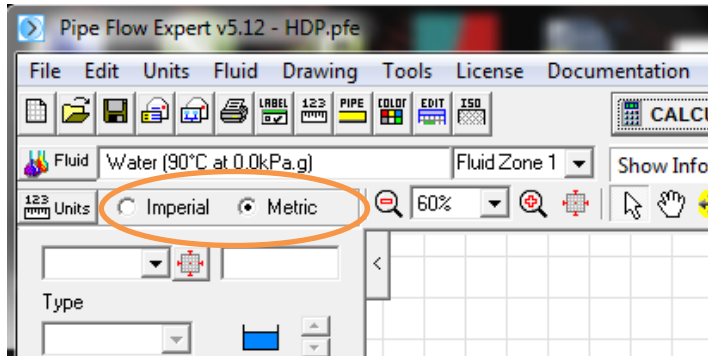 Pipe Flow Expert v5.12 - HDP.pfe
File Edit Units Fluid Drawing Tools License Documentation
LABEL 123 PIPE COLOR EDIT ISO CALCU
Fluid Water (90°C at 0.0kPa.g) Fluid Zone 1 Show Info
123 Units Imperial Metric 60%
<
Type